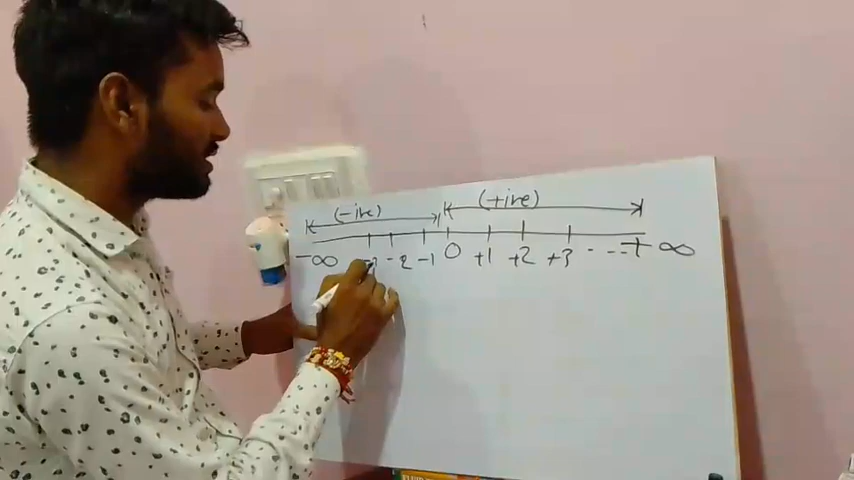 (-ive) (+ive)
-∞ -3 -2 -1 0 +1 +2 +3 - - - + ∞